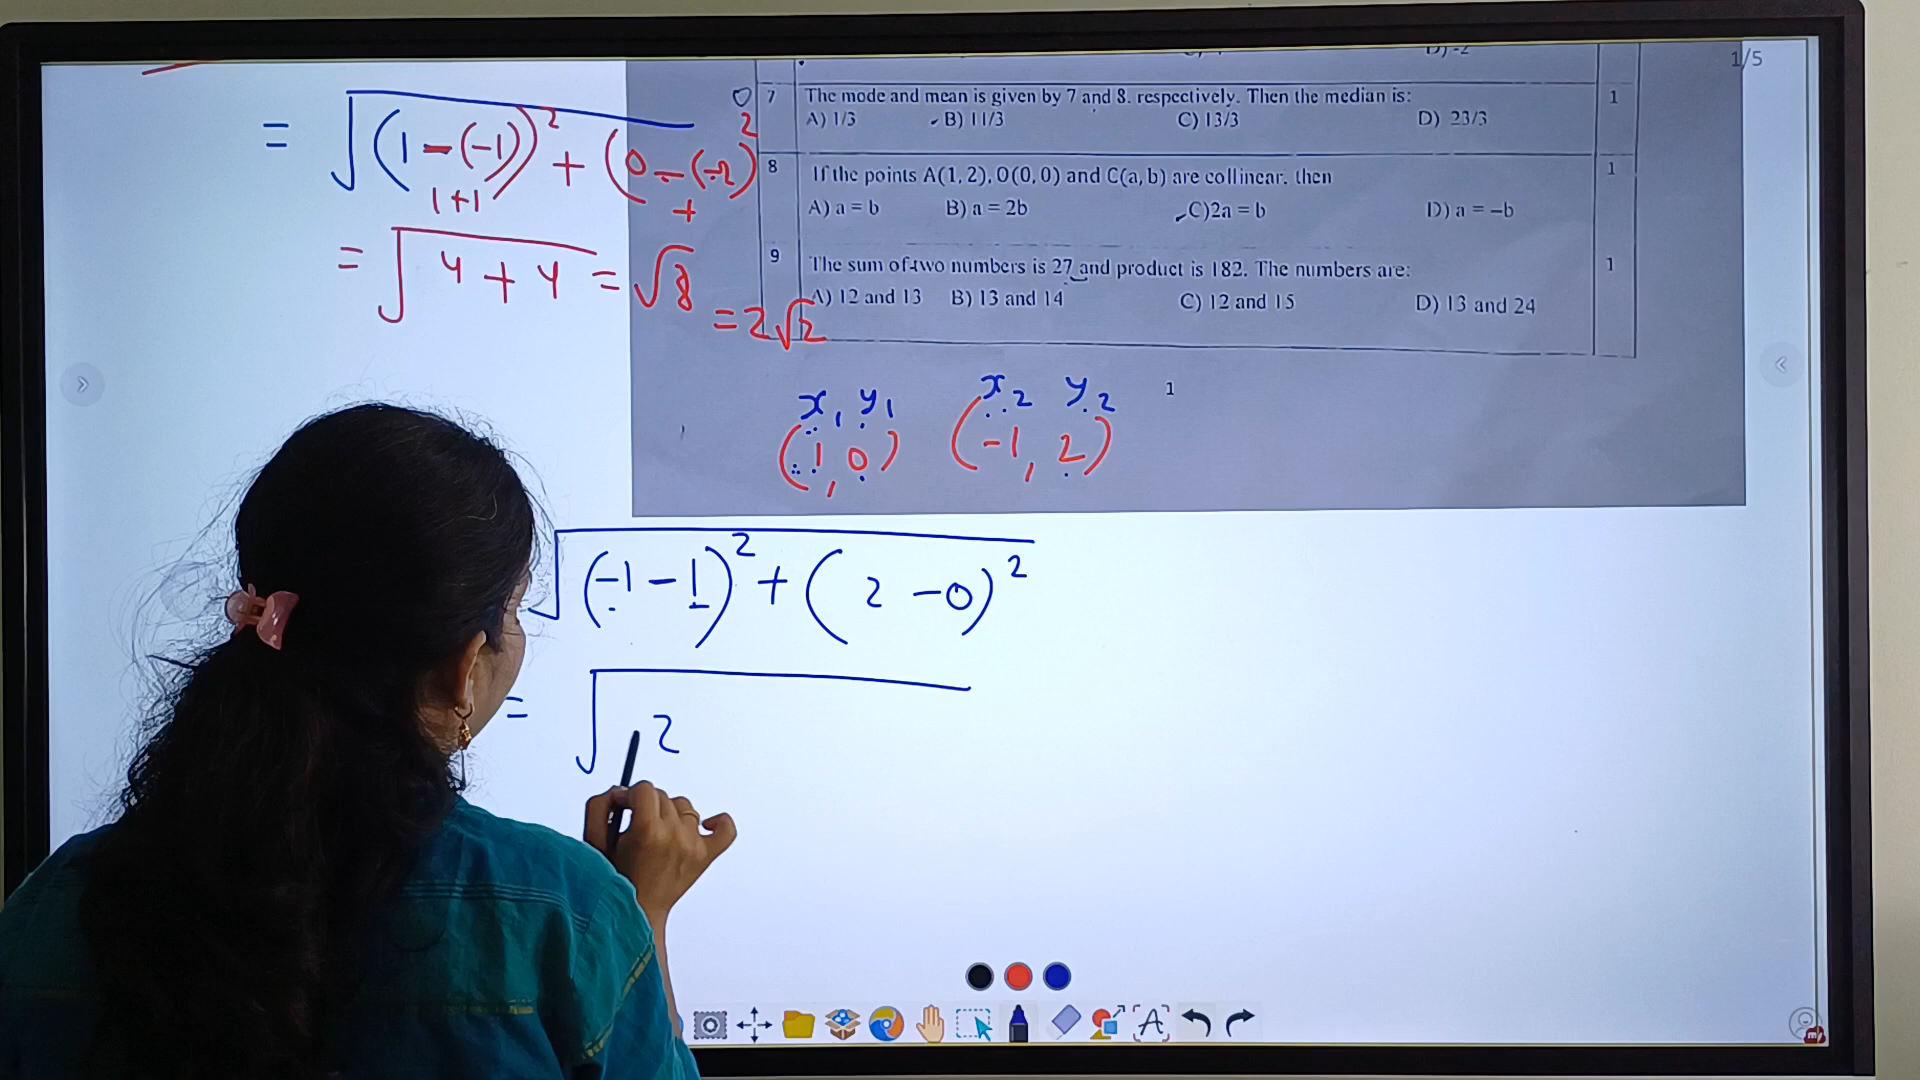 D) -2
1/5
7 The mode and mean is given by 7 and 8. respectively. Then the median is: 1
A) 1/3 B) 11/3 C) 13/3 D) 23/3
8 If the points A(1, 2), O(0, 0) and C(a, b) are collinear. then 1
A) a = b B) a = 2b C)2a = b D) a = –b
9 The sum of two numbers is 27 and product is 182. The numbers are: 1
A) 12 and 13 B) 13 and 14 C) 12 and 15 D) 13 and 24
1
= √(1 - (-1))² + (0 - (-2)²
1+1 +
= √4 + 4 = √8 = 2√2
x₁ y₁ x₂ y₂
(1, 0) (-1, 2)
√(-1 - 1)² + (2 - 0)²
= √ 2
A